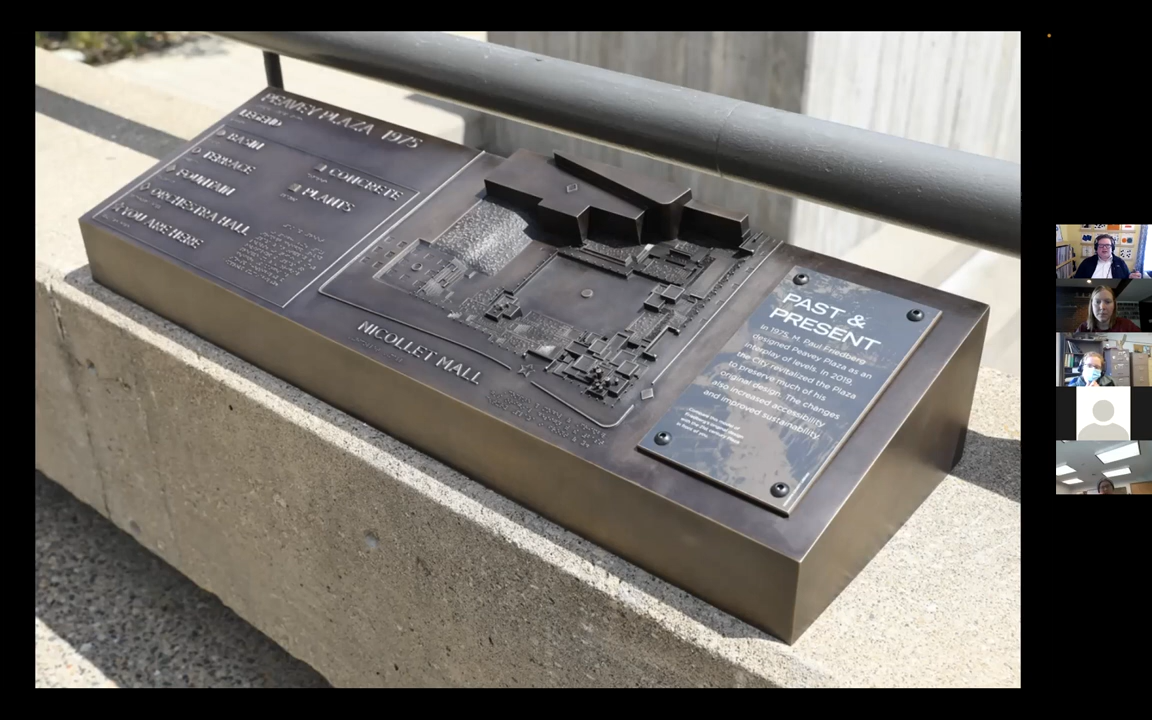 PEAVEY PLAZA 1975
LEGEND
BASIN
TERRACE
FOUNTAIN
ORCHESTRA HALL
YOU ARE HERE
CONCRETE
PLANTS
NICOLLET MALL
PAST &
PRESENT
In 1975, M. Paul Friedberg
designed Peavey Plaza as an
interplay of levels. In 2019,
the City revitalized the Plaza
to preserve much of his
original design. The changes
also increased accessibility
and improved sustainability.